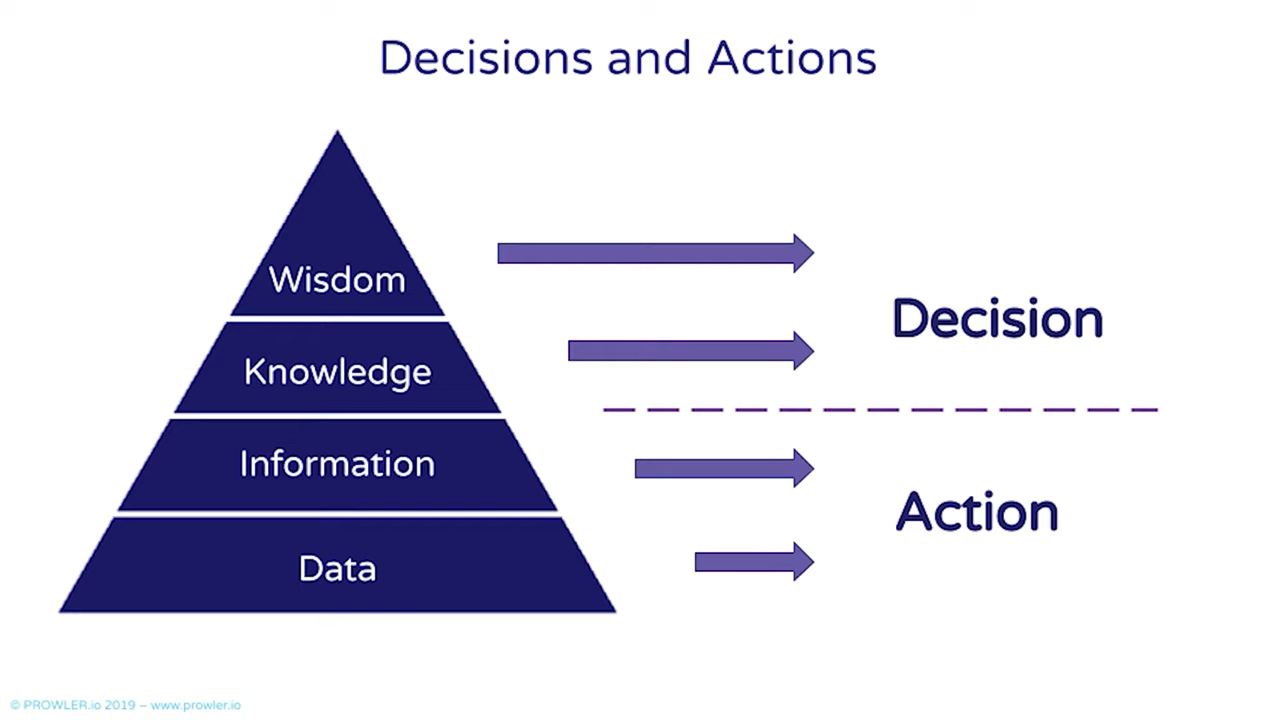 Decisions and Actions
Wisdom
Knowledge
Information
Data
Decision
Action
© PROWLER.io 2019 – www.prowler.io